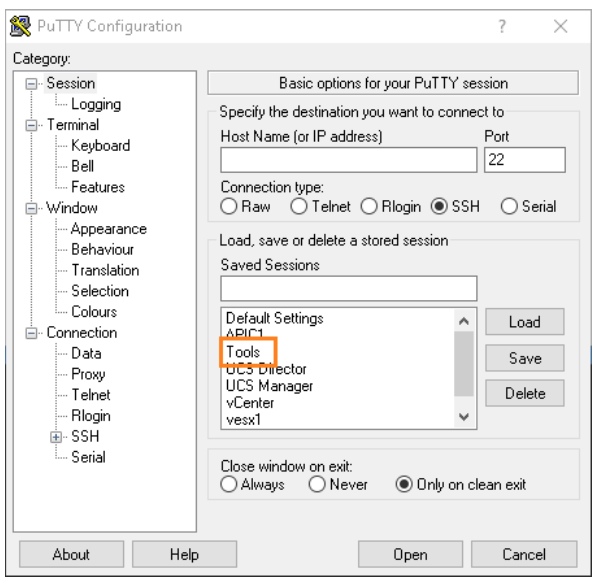 PuTTY Configuration
?
Category:
Session
Logging
Terminal
Keyboard
Bell
Features
Window
Appearance
Behaviour
Translation
Selection
Colours
Connection
Data
Proxy
Telnet
Rlogin
SSH
Serial
Basic options for your PuTTY session
Specify the destination you want to connect to
Host Name (or IP address) Port
22
Connection type:
Raw Telnet Rlogin SSH Serial
Load, save or delete a stored session
Saved Sessions
Default Settings
APIC1
Tools
UCS Director
UCS Manager
vCenter
vesx1
Load
Save
Delete
Close window on exit:
Always Never Only on clean exit
About Help Open Cancel